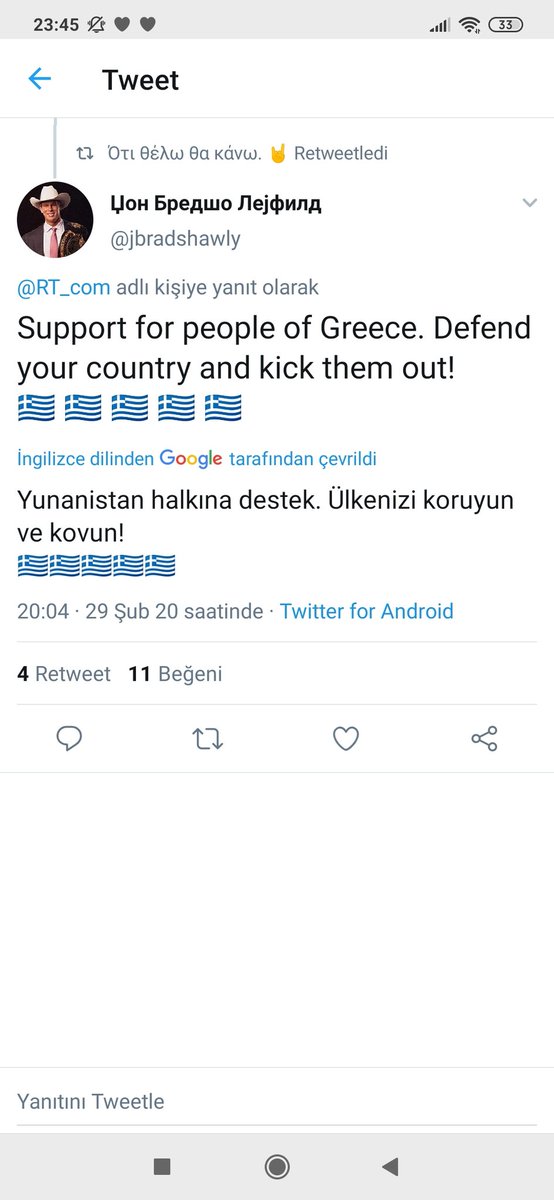 23:45
33
Tweet
Ότι θέλω θα κάνω. 🤘 Retweetledi
Џон Бредшо Лејфилд
@jbradshawly
@RT_com adlı kişiye yanıt olarak
Support for people of Greece. Defend
your country and kick them out!
🇬🇷 🇬🇷 🇬🇷 🇬🇷 🇬🇷
İngilizce dilinden Google tarafından çevrildi
Yunanistan halkına destek. Ülkenizi koruyun
ve kovun!
🇬🇷🇬🇷🇬🇷🇬🇷🇬🇷
20:04 · 29 Şub 20 saatinde · Twitter for Android
4 Retweet 11 Beğeni
Yanıtını Tweetle